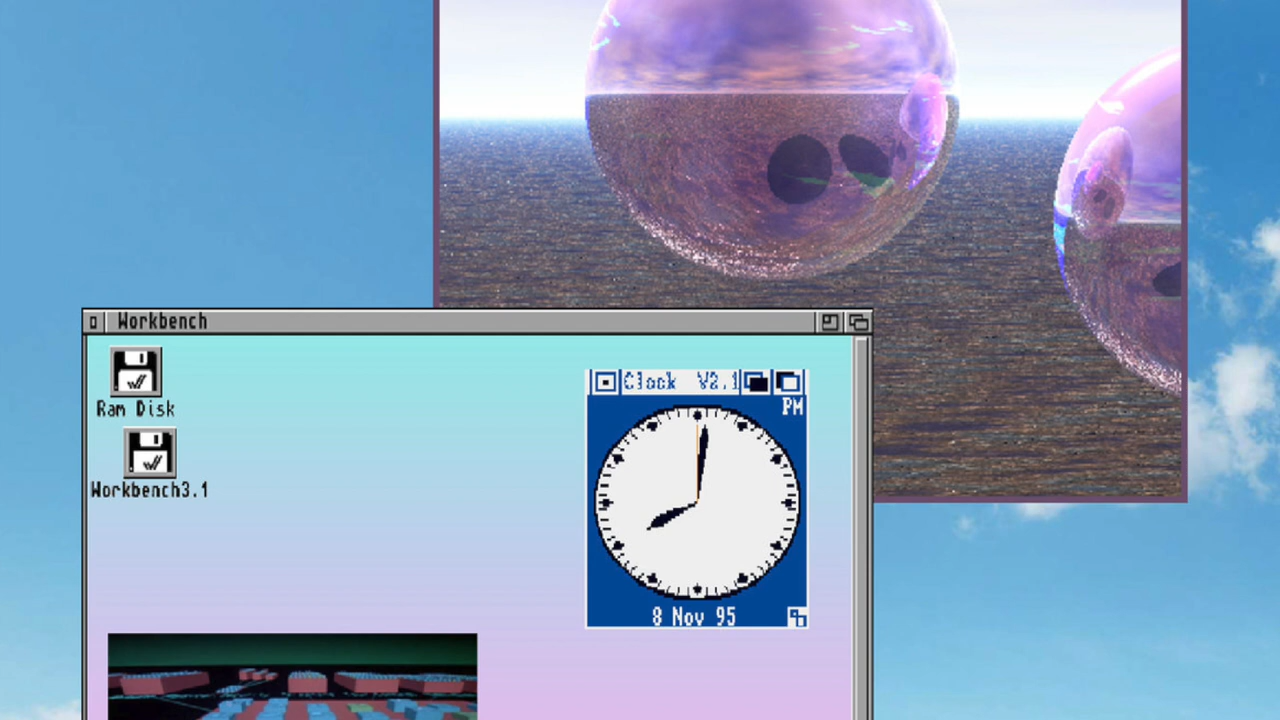 Workbench
Ram Disk
Workbench3.1
Clock V2.1
PM
8 Nov 95